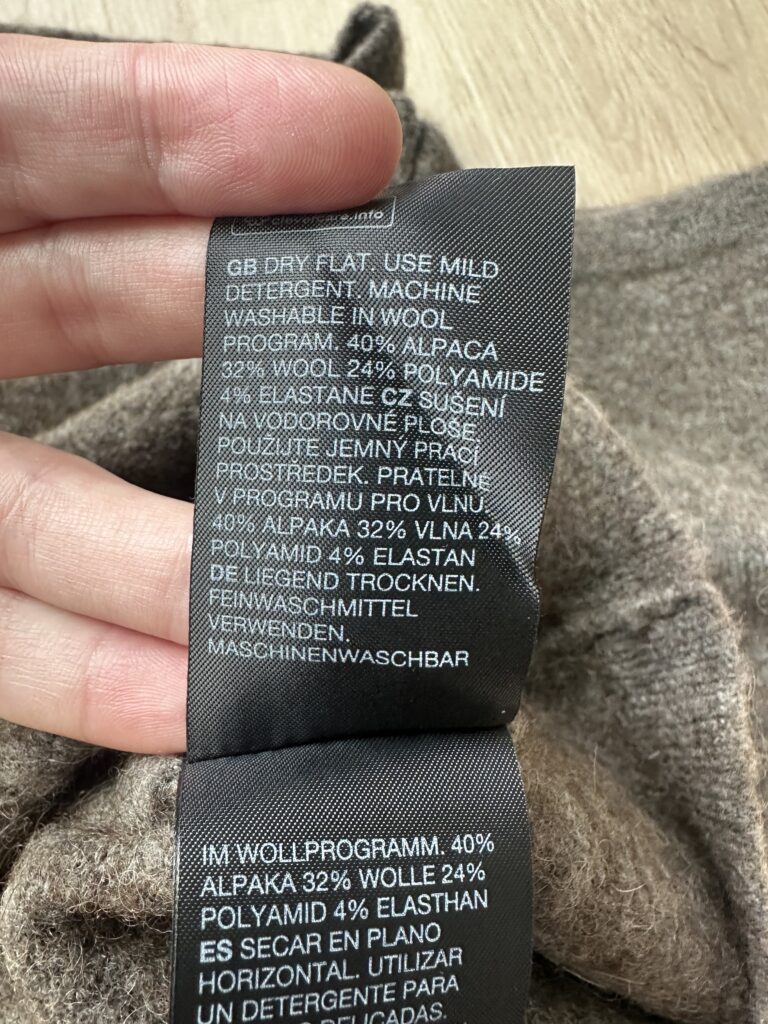 clevercare.info
GB DRY FLAT. USE MILD
DETERGENT. MACHINE
WASHABLE IN WOOL
PROGRAM. 40% ALPACA
32% WOOL 24% POLYAMIDE
4% ELASTANE CZ SUŠENÍ
NA VODOROVNÉ PLOŠE.
POUŽIJTE JEMNÝ PRACÍ
PROSTŘEDEK. PRATELNÉ
V PROGRAMU PRO VLNU.
40% ALPAKA 32% VLNA 24%
POLYAMID 4% ELASTAN
DE LIEGEND TROCKNEN.
FEINWASCHMITTEL
VERWENDEN.
MASCHINENWASCHBAR
IM WOLLPROGRAMM. 40%
ALPAKA 32% WOLLE 24%
POLYAMID 4% ELASTHAN
ES SECAR EN PLANO
HORIZONTAL. UTILIZAR
UN DETERGENTE PARA
DELICADAS.